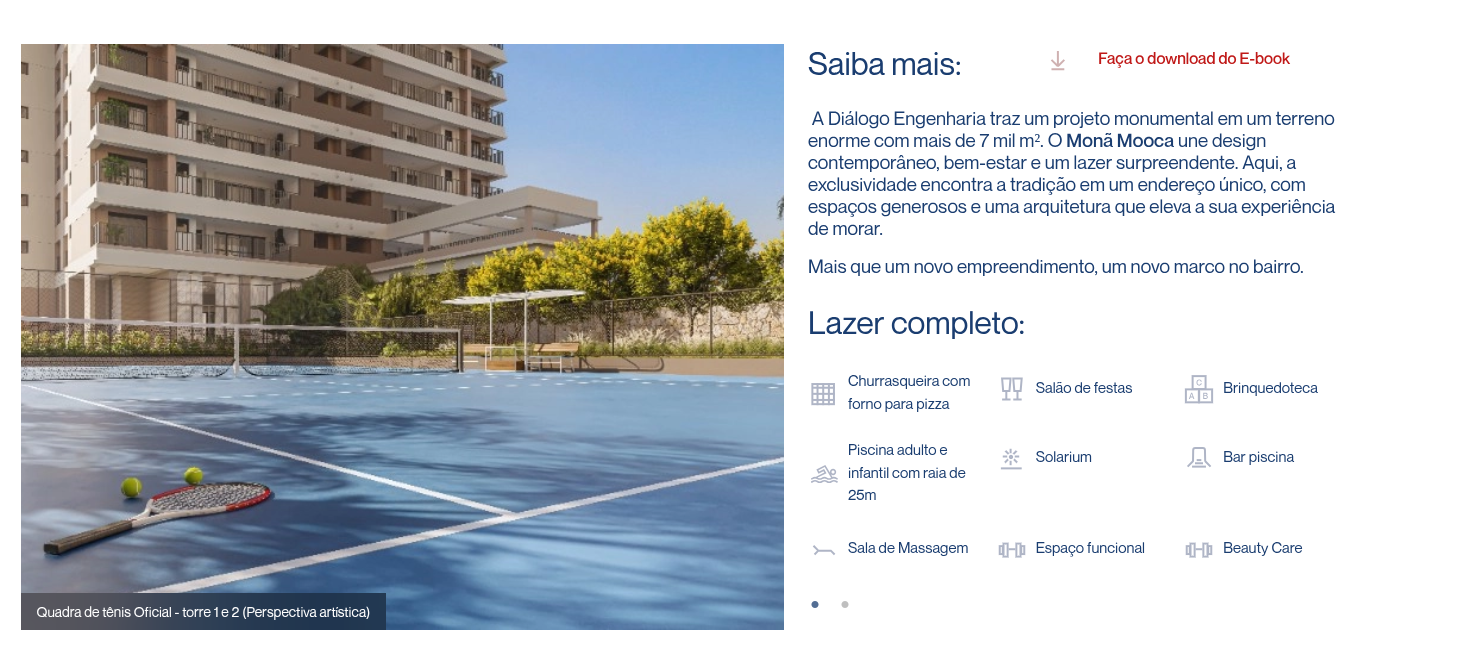 Saiba mais:
Faça o download do E-book
A Diálogo Engenharia traz um projeto monumental em um terreno
enorme com mais de 7 mil m². O Monã Mooca une design
contemporâneo, bem-estar e um lazer surpreendente. Aqui, a
exclusividade encontra a tradição em um endereço único, com
espaços generosos e uma arquitetura que eleva a sua experiência
de morar.
Mais que um novo empreendimento, um novo marco no bairro.
Lazer completo:
Churrasqueira com
forno para pizza
Salão de festas
C
A B
Brinquedoteca
Piscina adulto e
infantil com raia de
25m
Solarium
Bar piscina
Sala de Massagem
Espaço funcional
Beauty Care
Quadra de tênis Oficial - torre 1 e 2 (Perspectiva artística)